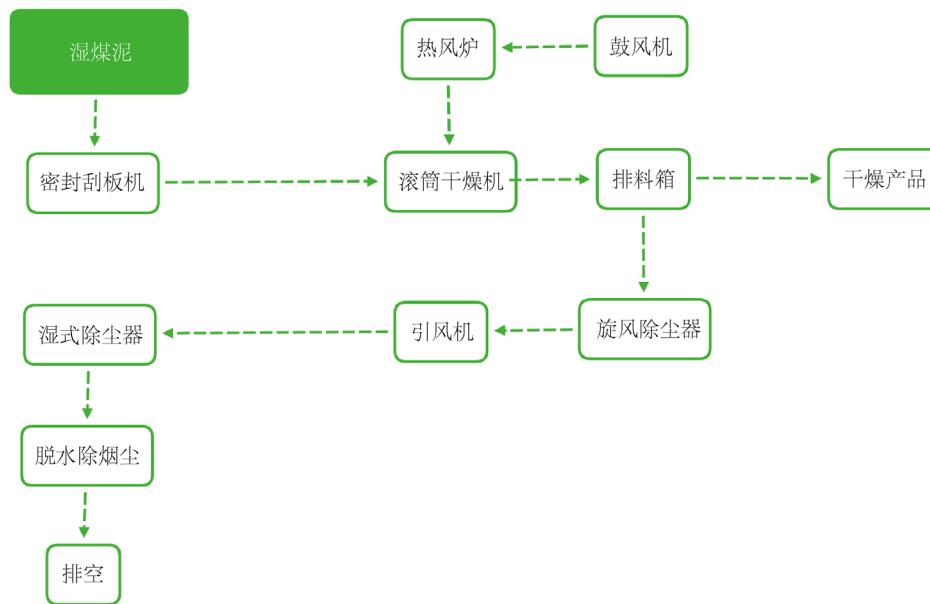 湿煤泥
热风炉
鼓风机
密封刮板机
滚筒干燥机
排料箱
干燥产品
湿式除尘器
引风机
旋风除尘器
脱水除烟尘
排空